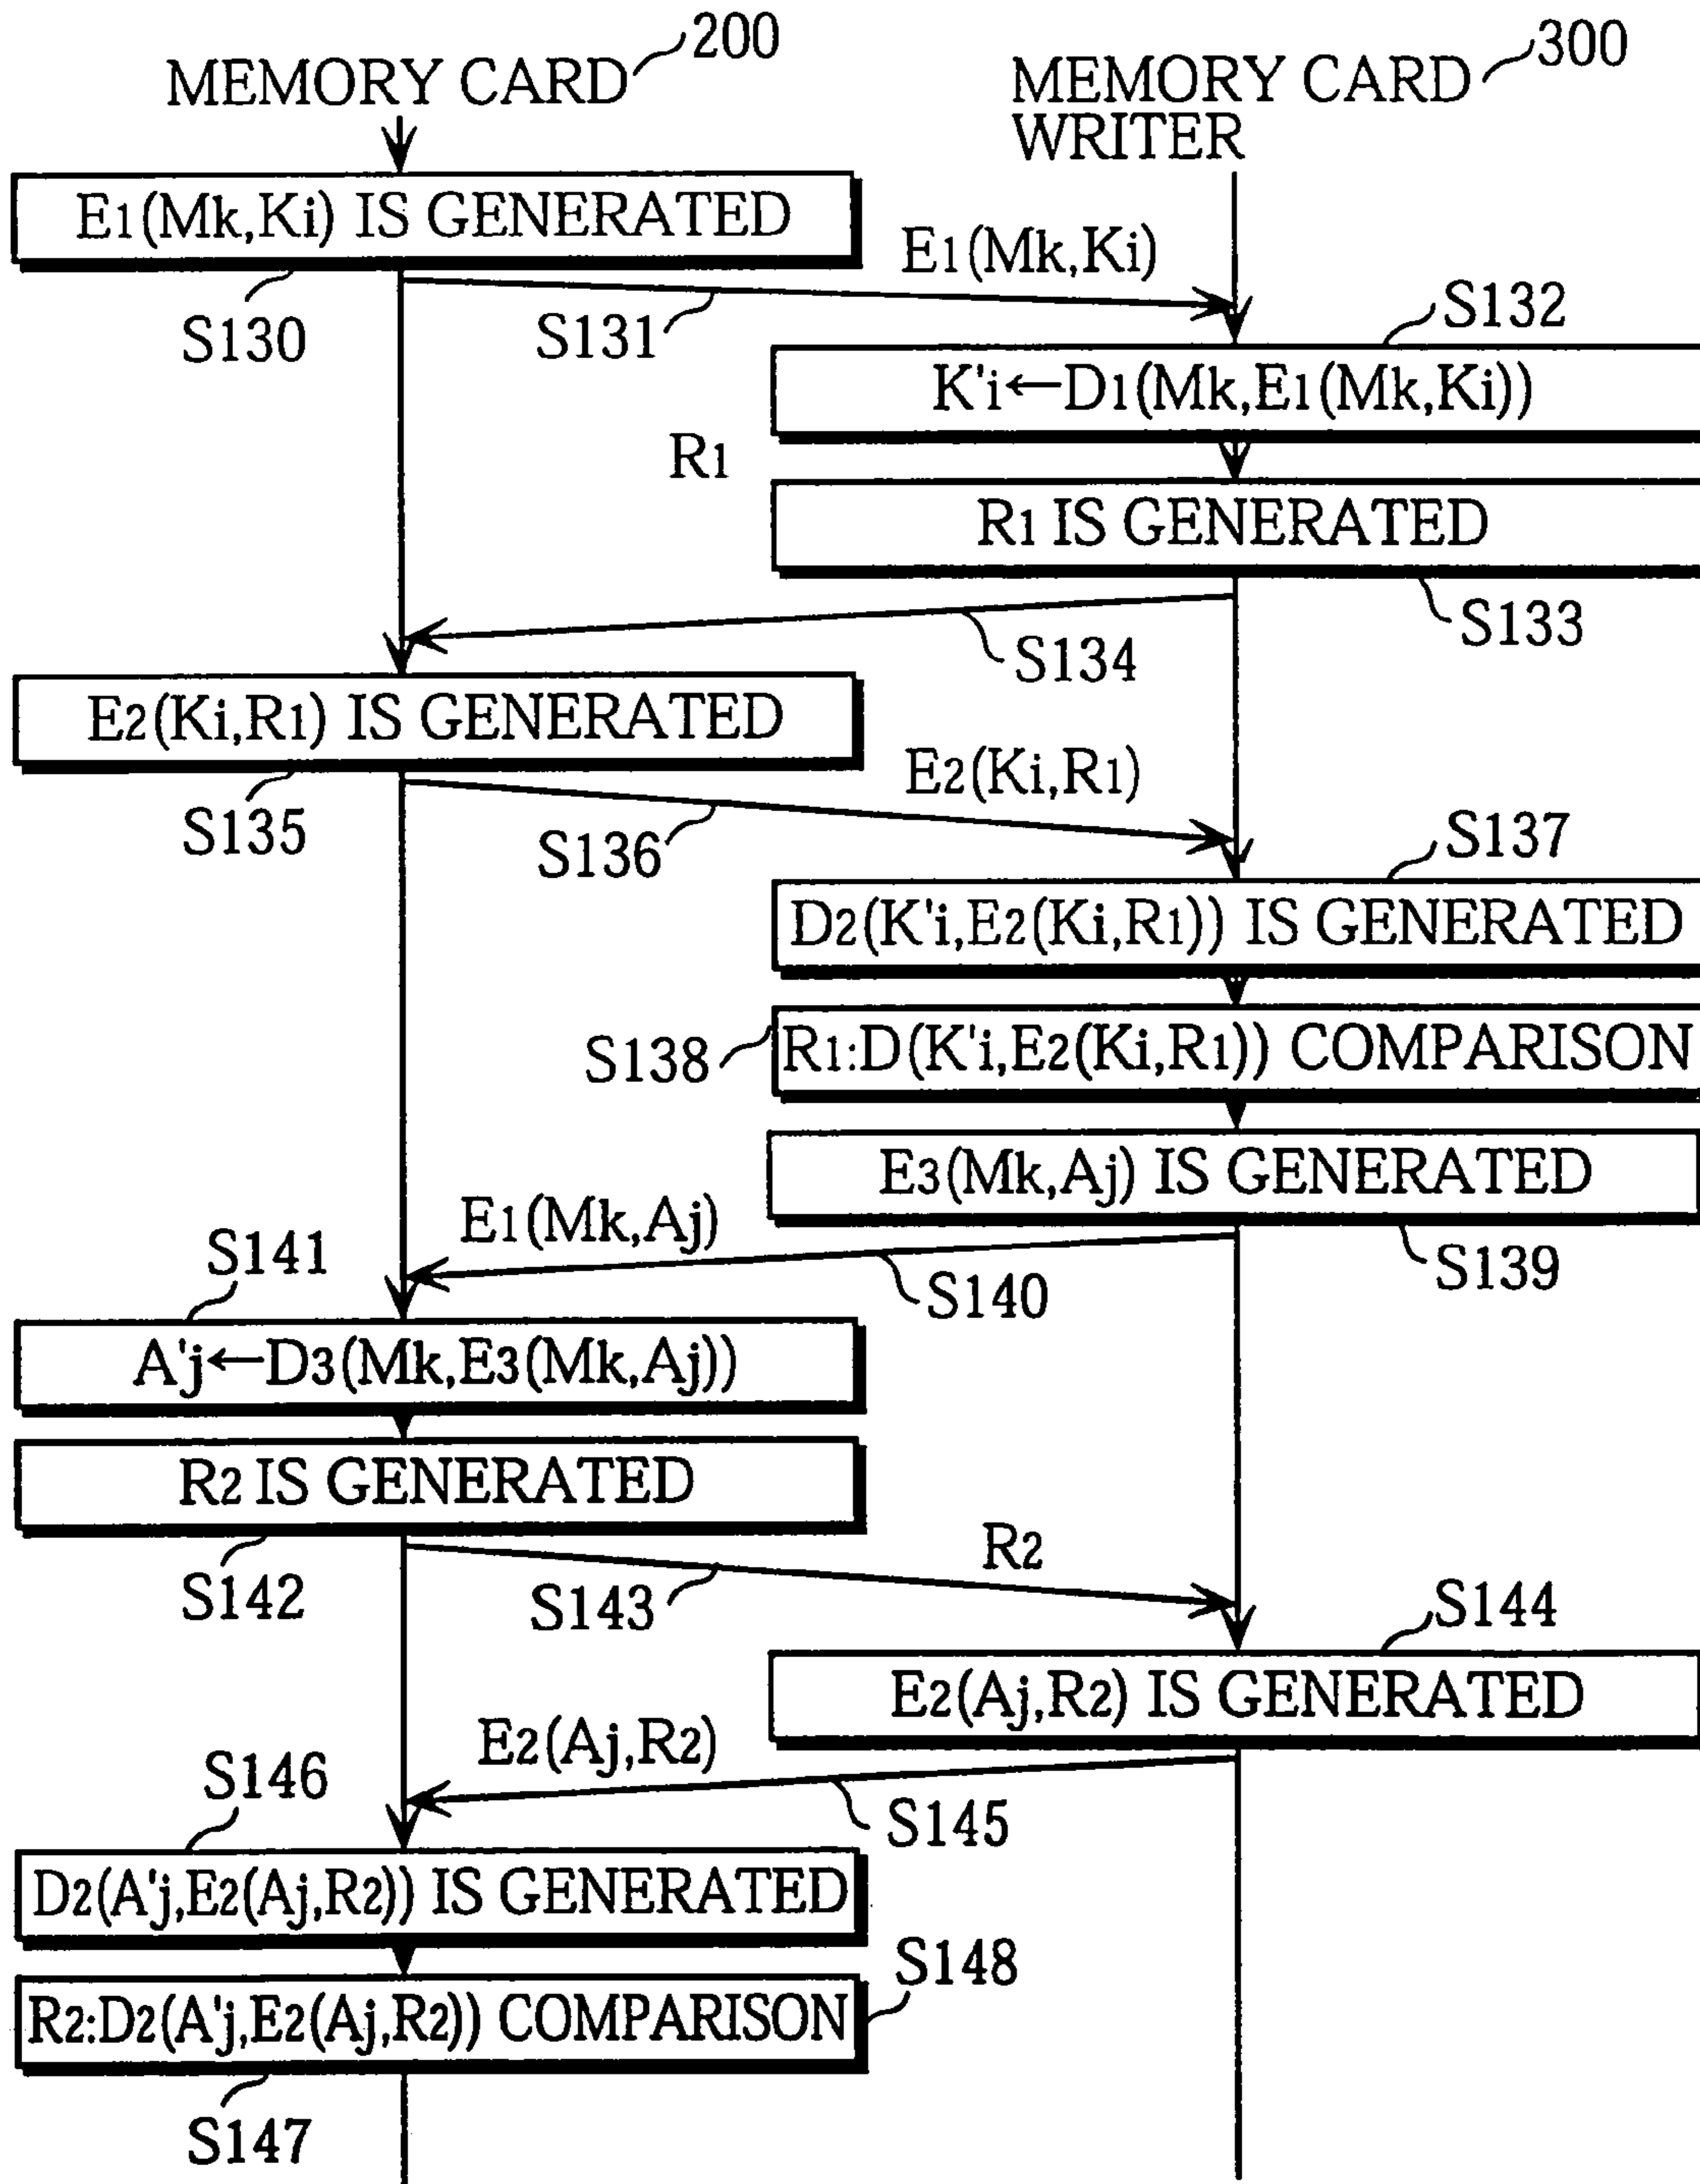 200
MEMORY CARD
300
MEMORY CARD
WRITER
E1(Mk,Ki) IS GENERATED
E1(Mk,Ki)
S130
S131
S132
K'i←D1(Mk,E1(Mk,Ki))
R1
R1 IS GENERATED
S133
S134
E2(Ki,R1) IS GENERATED
E2(Ki,R1)
S135
S136
S137
D2(K'i,E2(Ki,R1)) IS GENERATED
S138
R1:D(K'i,E2(Ki,R1)) COMPARISON
E3(Mk,Aj) IS GENERATED
E1(Mk,Aj)
S139
S140
S141
A'j←D3(Mk,E3(Mk,Aj))
R2 IS GENERATED
R2
S142
S143
S144
E2(Aj,R2) IS GENERATED
E2(Aj,R2)
S145
S146
D2(A'j,E2(Aj,R2)) IS GENERATED
S148
R2:D2(A'j,E2(Aj,R2)) COMPARISON
S147